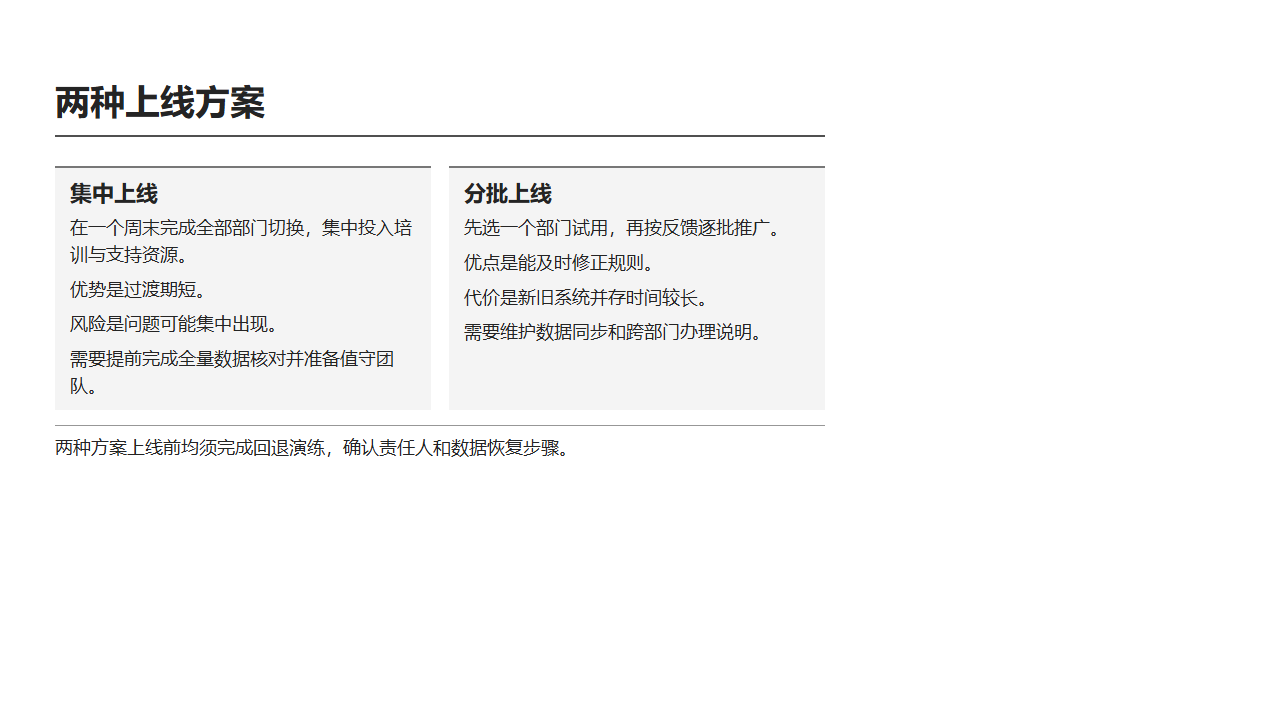 两种上线方案
集中上线
在一个周末完成全部部门切换，集中投入培
训与支持资源。
优势是过渡期短。
风险是问题可能集中出现。
需要提前完成全量数据核对并准备值守团
队。
分批上线
先选一个部门试用，再按反馈逐批推广。
优点是能及时修正规则。
代价是新旧系统并存时间较长。
需要维护数据同步和跨部门办理说明。
两种方案上线前均须完成回退演练，确认责任人和数据恢复步骤。